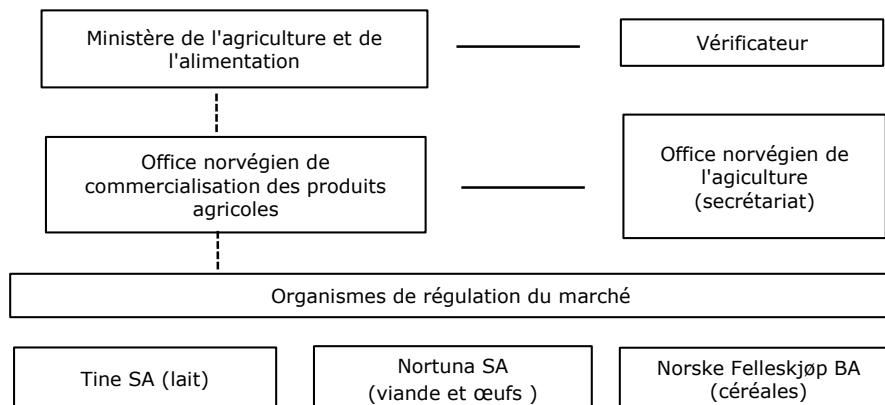 Ministère de l'agriculture et de
l'alimentation
Vérificateur
Office norvégien de
commercialisation des produits
agricoles
Office norvégien de
l'agiculture
(secrétariat)
Organismes de régulation du marché
Tine SA (lait)
Nortuna SA
(viande et œufs )
Norske Felleskjøp BA
(céréales)